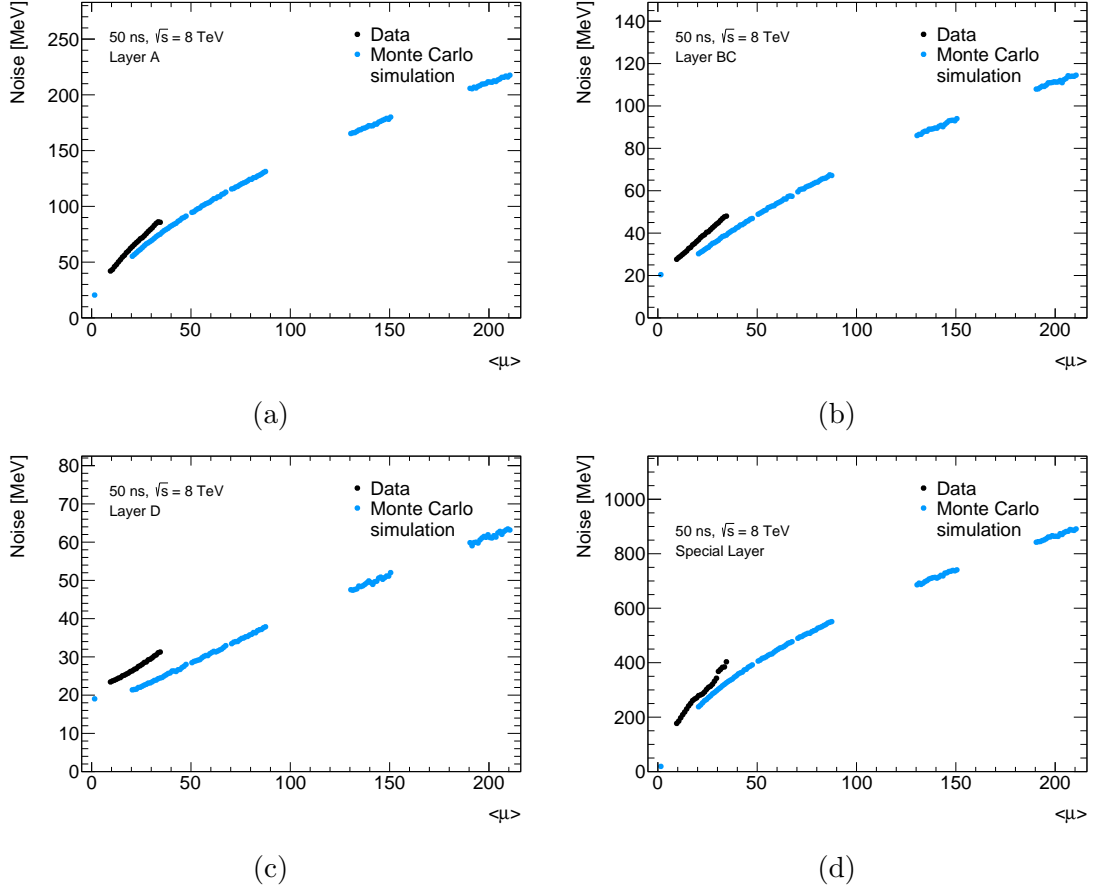 Noise [MeV]
50 ns, √s = 8 TeV
Layer A
Data
Monte Carlo
simulation
250
200
150
100
50
0
0 50 100 150 200
<μ>
(a)
Noise [MeV]
50 ns, √s = 8 TeV
Layer BC
Data
Monte Carlo
simulation
140
120
100
80
60
40
20
0
0 50 100 150 200
<μ>
(b)
Noise [MeV]
50 ns, √s = 8 TeV
Layer D
Data
Monte Carlo
simulation
80
70
60
50
40
30
20
10
0
0 50 100 150 200
<μ>
(c)
Noise [MeV]
50 ns, √s = 8 TeV
Special Layer
Data
Monte Carlo
simulation
1000
800
600
400
200
0
0 50 100 150 200
<μ>
(d)